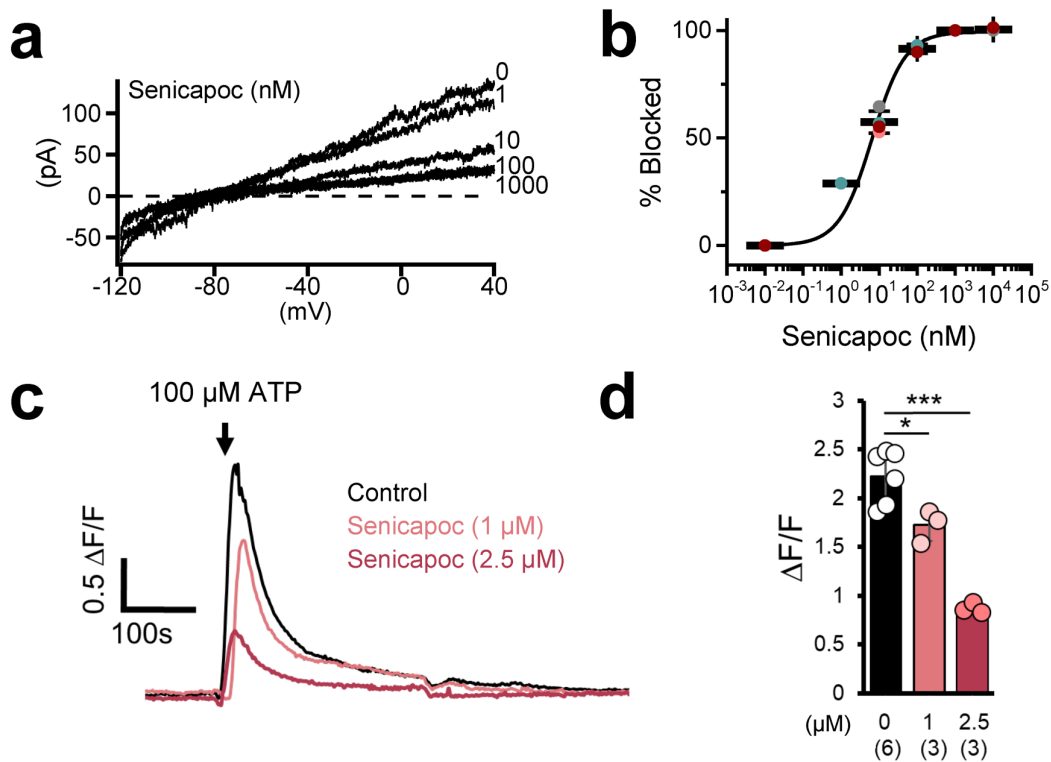 a
Senicapoc (nM)
0
1
10
100
1000
(pA)
100
50
0
-50
-120
-80
-40
0
40
(mV)
b
% Blocked
100
50
0
10⁻³
10⁻²
10⁻¹
10⁰
10¹
10²
10³
10⁴
10⁵
Senicapoc (nM)
c
100 µM ATP
Control
Senicapoc (1 µM)
Senicapoc (2.5 µM)
0.5 ΔF/F
100s
d
***
*
ΔF/F
3
2.5
2
1.5
1
0.5
0
(µM)
0
1
2.5
(6)
(3)
(3)